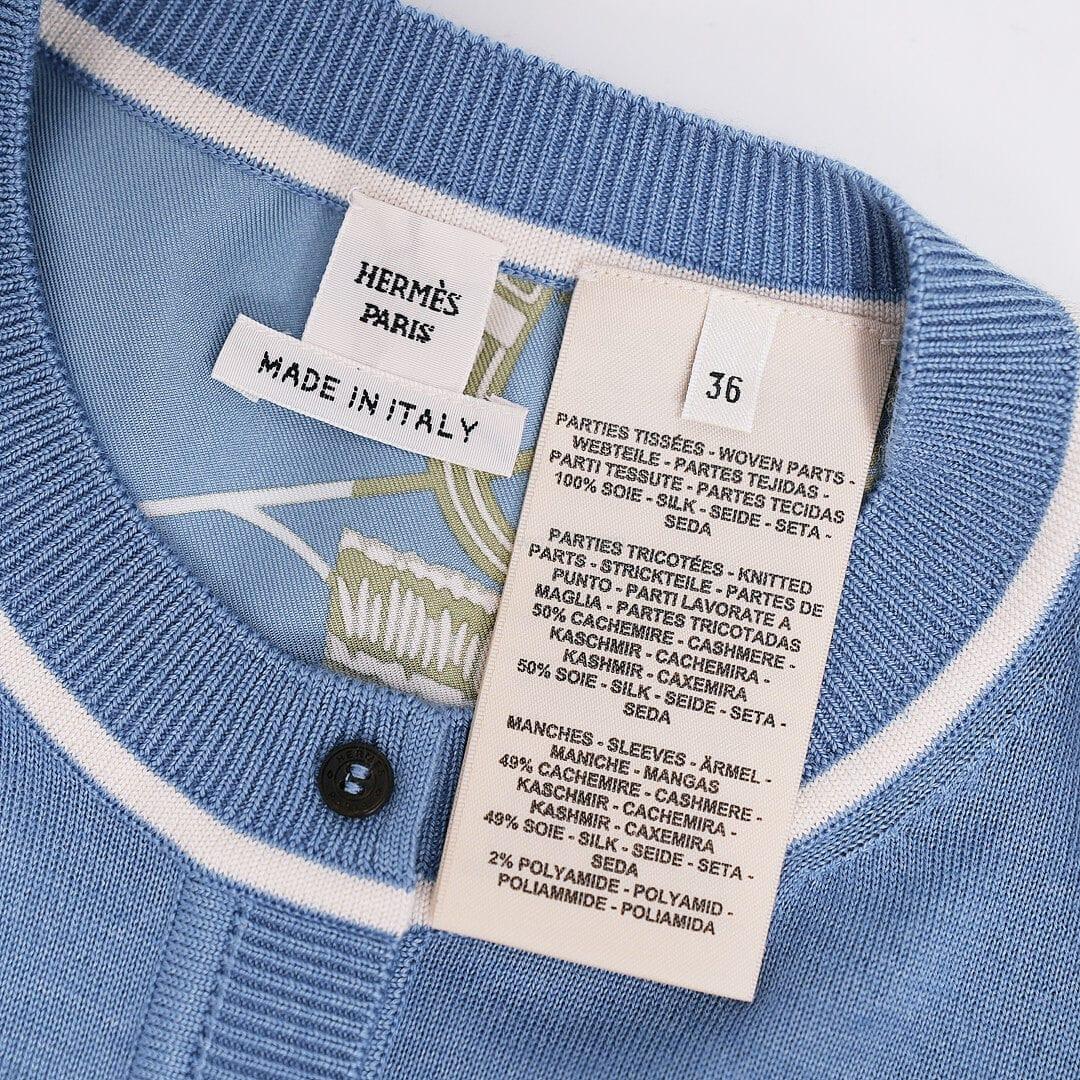 HERMÈS
PARIS
MADE IN ITALY
36
PARTIES TISSÉES - WOVEN PARTS -
WEBTEILE - PARTES TEJIDAS -
PARTI TESSUTE - PARTES TECIDAS
100% SOIE - SILK - SEIDE - SETA -
SEDA
PARTIES TRICOTÉES - KNITTED
PARTS - STRICKTEILE - PARTES DE
PUNTO - PARTI LAVORATE A
MAGLIA - PARTES TRICOTADAS
50% CACHEMIRE - CASHMERE -
KASCHMIR - CACHEMIRA -
KASHMIR - CAXEMIRA
50% SOIE - SILK - SEIDE - SETA -
SEDA
MANCHES - SLEEVES - ÄRMEL -
MANICHE - MANGAS
49% CACHEMIRE - CASHMERE -
KASCHMIR - CACHEMIRA -
KASHMIR - CAXEMIRA
49% SOIE - SILK - SEIDE - SETA -
SEDA
2% POLYAMIDE - POLYAMID -
POLIAMMIDE - POLIAMIDA